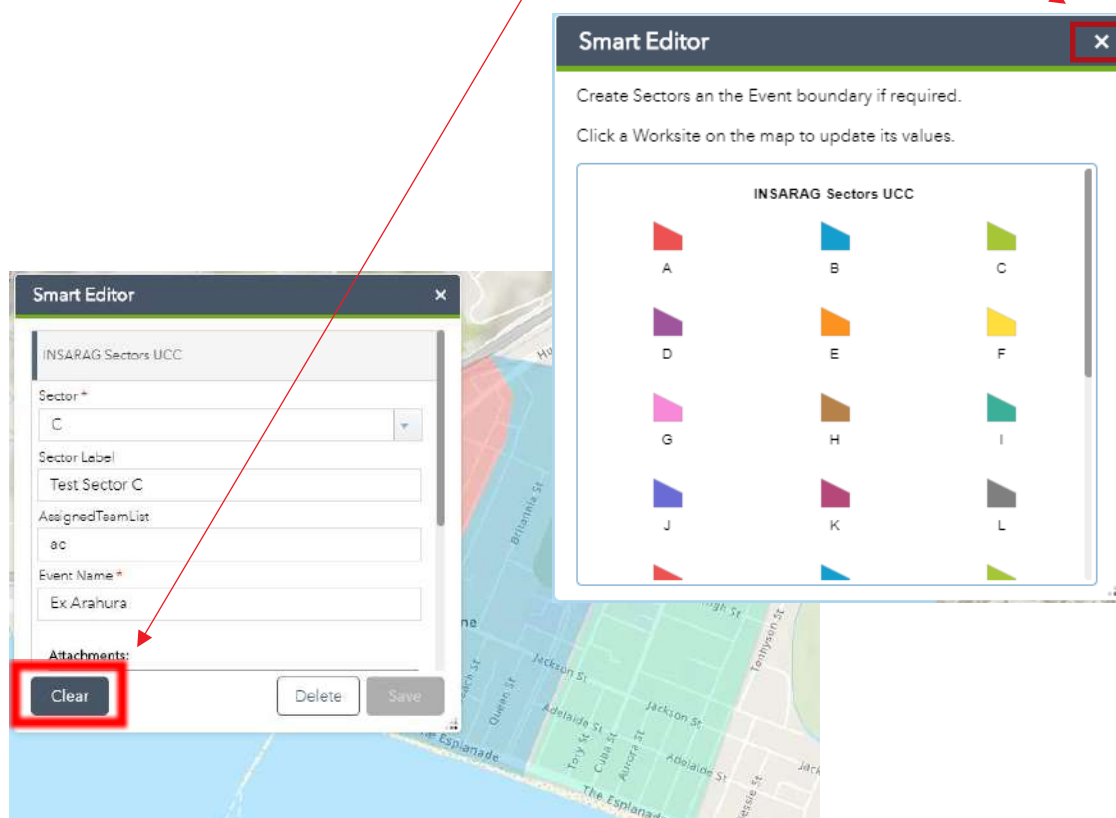 Smart Editor
×
Create Sectors an the Event boundary if required.
Click a Worksite on the map to update its values.
INSARAG Sectors UCC
A B C
D E F
G H I
J K L
Smart Editor
×
INSARAG Sectors UCC
Sector *
C
Sector Label
Test Sector C
AssignedTeamList
ac
Event Name *
Ex Arahura
Attachments:
Clear Delete Save
Britannia St
Jackson St
Queen St
Adelaide St
Tory St
Cuba St
Aurora St
Jackson St
Adelaide St
The Esplanade
Tennyson St